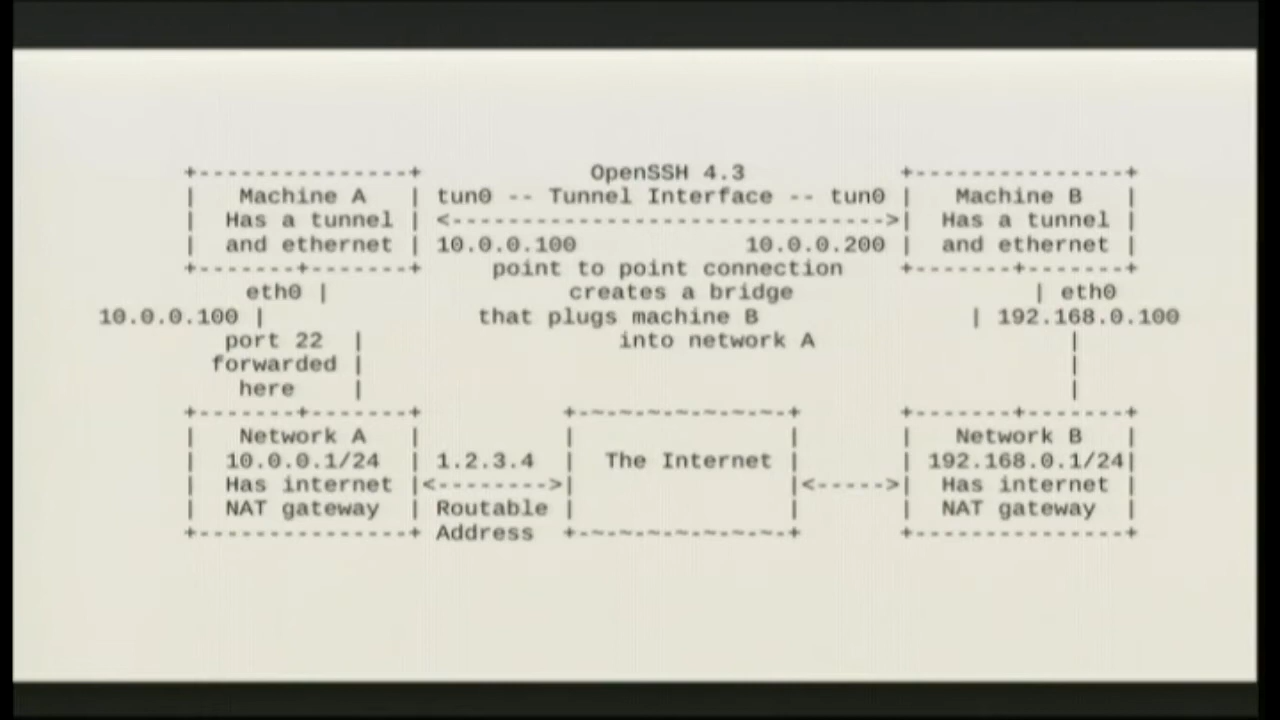 +---------------+            OpenSSH 4.3           +---------------+
|   Machine A   | tun0 -- Tunnel Interface -- tun0 |   Machine B   |
|  Has a tunnel | <------------------------------->|  Has a tunnel |
|  and ethernet | 10.0.0.100            10.0.0.200 |  and ethernet |
+-------+-------+     point to point connection    +-------+-------+
eth0 |                 creates a bridge                 | eth0
10.0.0.100 |               that plugs machine B               | 192.168.0.100
port 22  |                  into network A                  |
forwarded |                                                  |
here    |                                                  |
+-------+-------+          +-~-~-~-~-~-~-~-+       +-------+-------+
|   Network A   |          |               |       |   Network B   |
|  10.0.0.1/24  | 1.2.3.4  |  The Internet |       | 192.168.0.1/24|
|  Has internet |<-------->|               |<----->|  Has internet |
|  NAT gateway  | Routable |               |       |  NAT gateway  |
+---------------+ Address  +-~-~-~-~-~-~-~-+       +---------------+